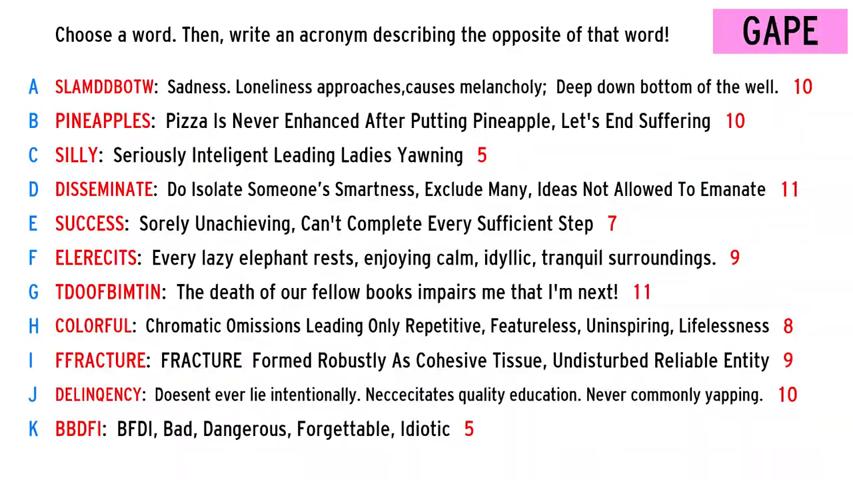 Choose a word. Then, write an acronym describing the opposite of that word!
GAPE
A SLAMDDBOTW: Sadness. Loneliness approaches,causes melancholy; Deep down bottom of the well. 10
B PINEAPPLES: Pizza Is Never Enhanced After Putting Pineapple, Let's End Suffering 10
C SILLY: Seriously Inteligent Leading Ladies Yawning 5
D DISSEMINATE: Do Isolate Someone's Smartness, Exclude Many, Ideas Not Allowed To Emanate 11
E SUCCESS: Sorely Unachieving, Can't Complete Every Sufficient Step 7
F ELERECITS: Every lazy elephant rests, enjoying calm, idyllic, tranquil surroundings. 9
G TDOOFBIMTIN: The death of our fellow books impairs me that I'm next! 11
H COLORFUL: Chromatic Omissions Leading Only Repetitive, Featureless, Uninspiring, Lifelessness 8
I FFRACTURE: FRACTURE Formed Robustly As Cohesive Tissue, Undisturbed Reliable Entity 9
J DELINQENCY: Doesent ever lie intentionally. Neccecitates quality education. Never commonly yapping. 10
K BBDFI: BFDI, Bad, Dangerous, Forgettable, Idiotic 5